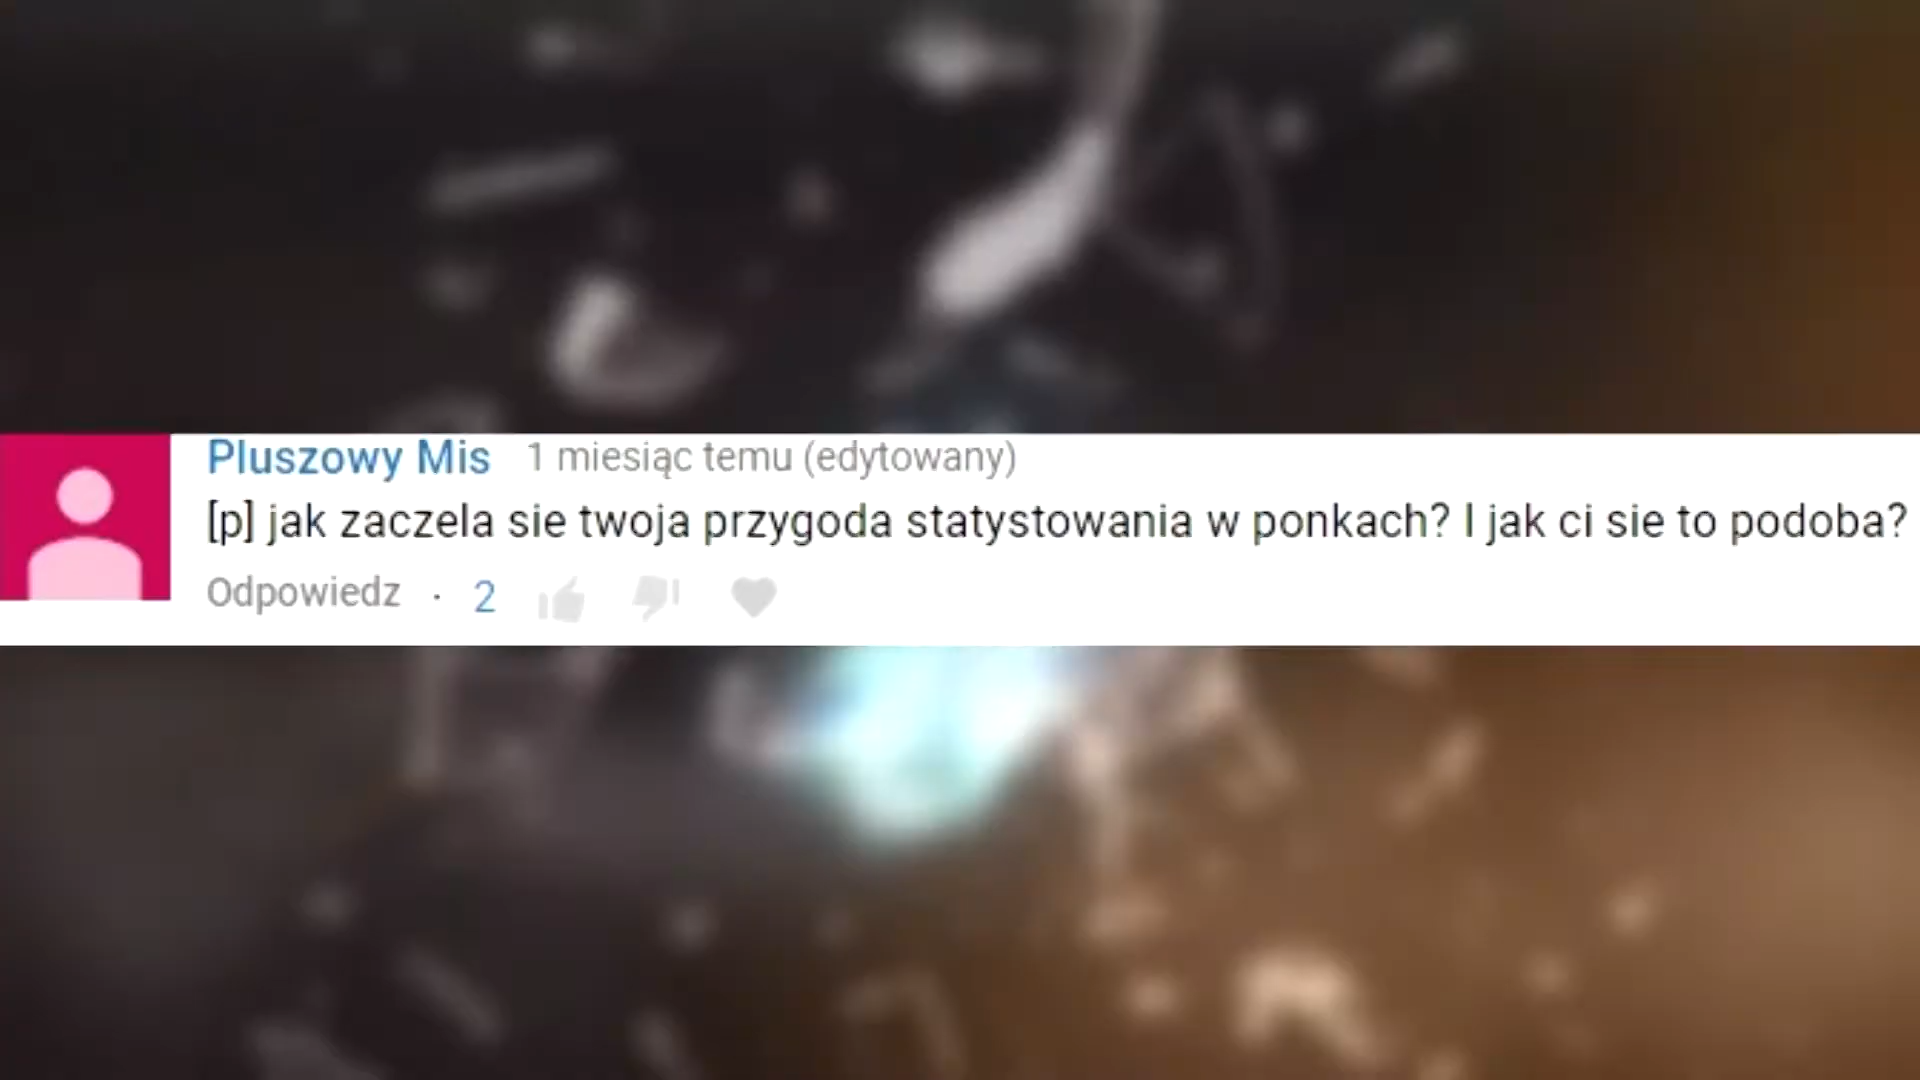 Pluszowy Mis 1 miesiąc temu (edytowany)
[p] jak zaczela sie twoja przygoda statystowania w ponkach? I jak ci sie to podoba?
Odpowiedz · 2